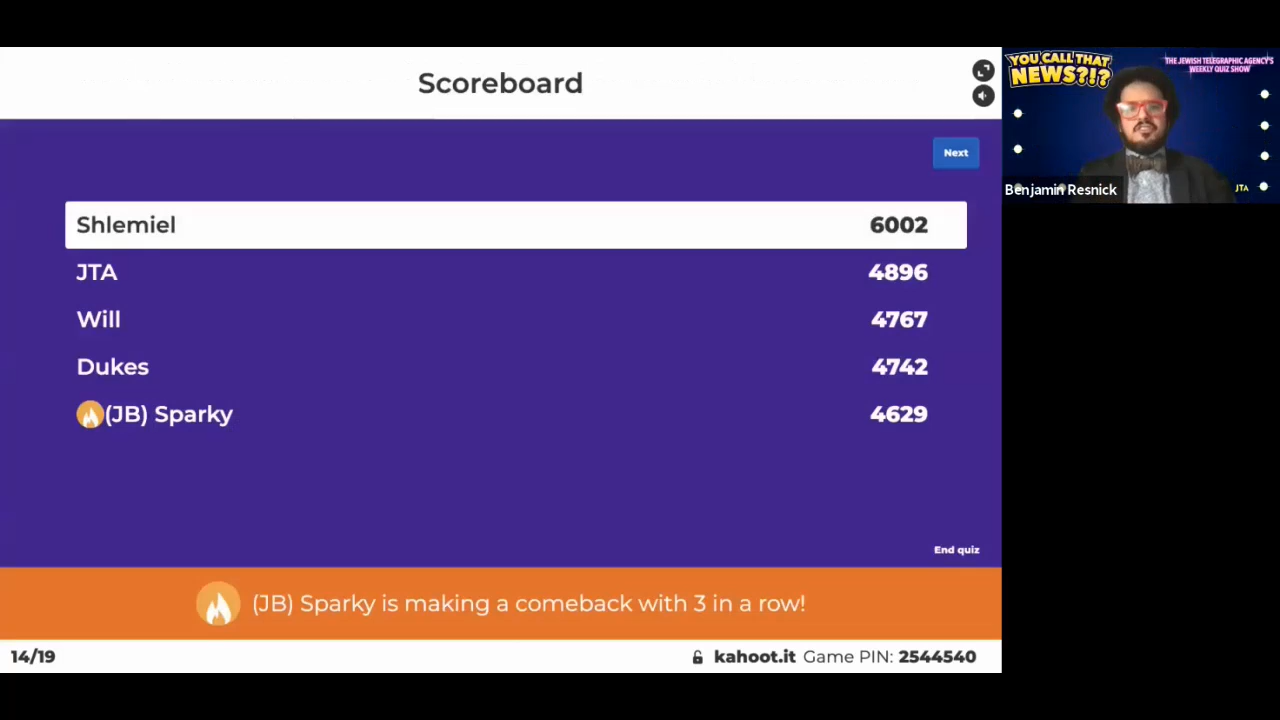 Scoreboard
Next
Shlemiel 6002
JTA 4896
Will 4767
Dukes 4742
(JB) Sparky 4629
End quiz
(JB) Sparky is making a comeback with 3 in a row!
14/19
kahoot.it Game PIN: 2544540
YOU CALL THAT
NEWS?!?
THE JEWISH TELEGRAPHIC AGENCY'S
WEEKLY QUIZ SHOW
Benjamin Resnick
JTA